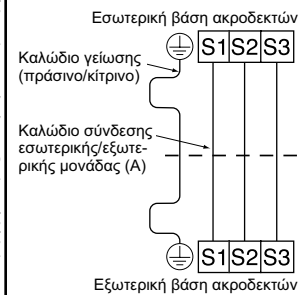 Εσωτερική βάση ακροδεκτών
S1 S2 S3
Καλώδιο γείωσης
(πράσινο/κίτρινο)
Καλώδιο σύνδεσης
εσωτερικής/εξωτε-
ρικής μονάδας (A)
S1 S2 S3
Εξωτερική βάση ακροδεκτών